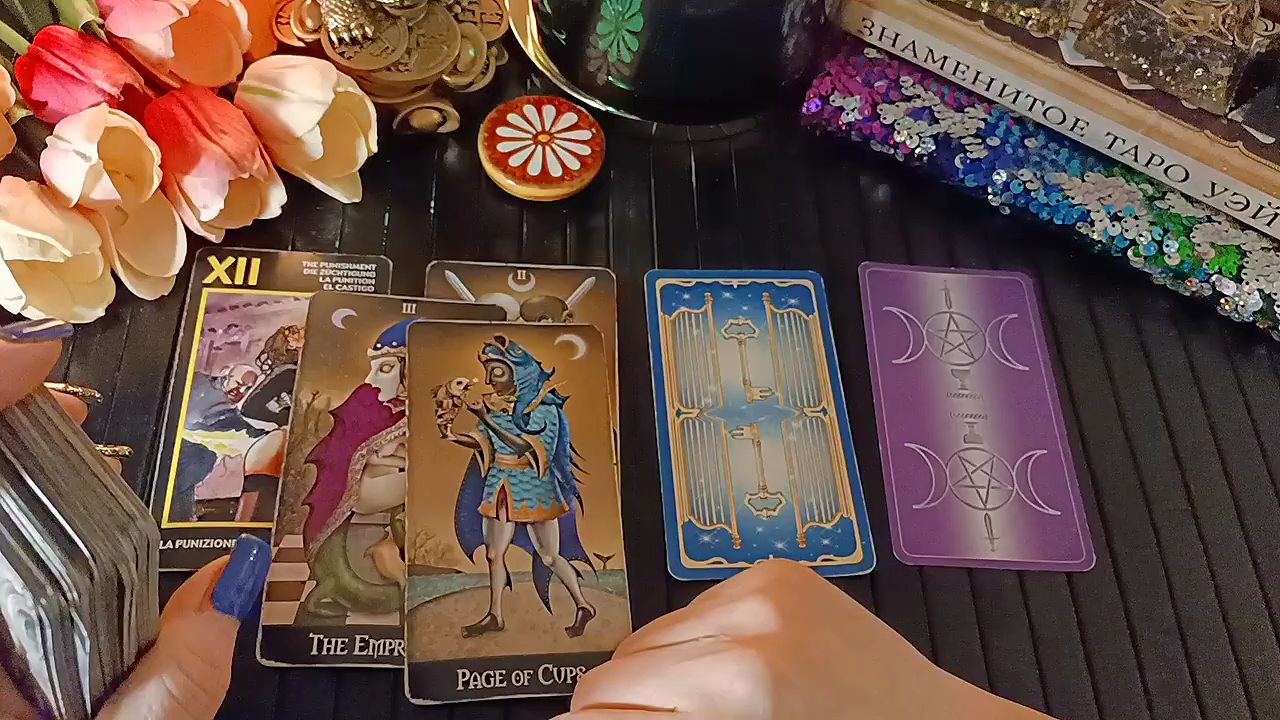 ЗНАМЕНИТОЕ ТАРО УЭЙ
XII
THE PUNISHMENT
DIE ZÜCHTIGUNG
LA PUNITION
EL CASTIGO
LA PUNIZIONE
III
THE EMPR
II
PAGE OF CUPS